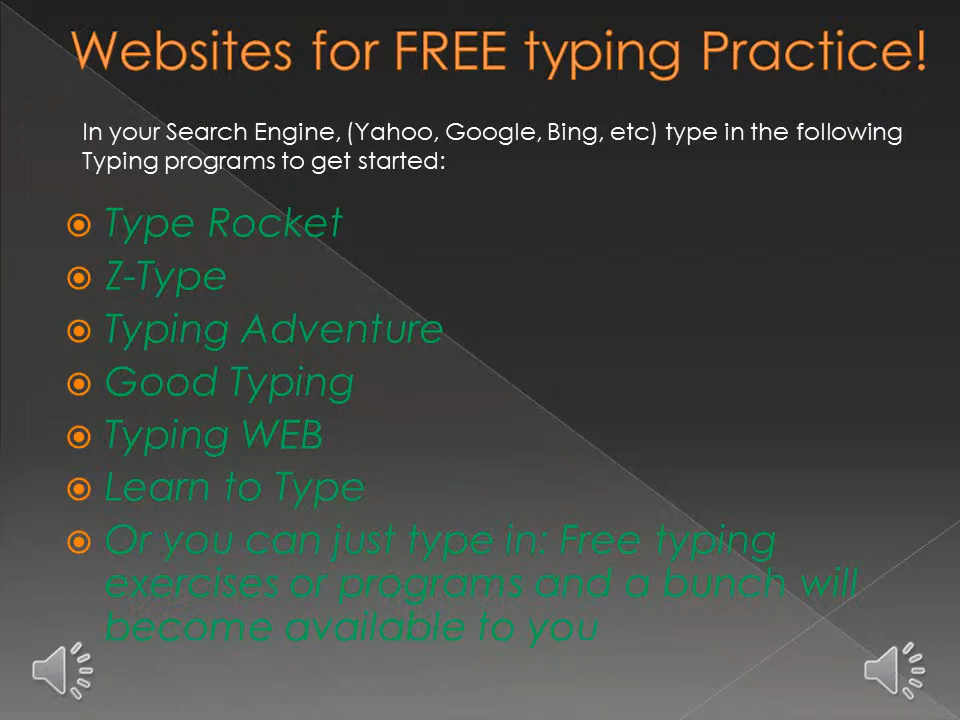 Websites for FREE typing Practice!
In your Search Engine, (Yahoo, Google, Bing, etc) type in the following
Typing programs to get started:
Type Rocket
Z-Type
Typing Adventure
Good Typing
Typing WEB
Learn to Type
Or you can just type in: Free typing
exercises or programs and a bunch will
become available to you